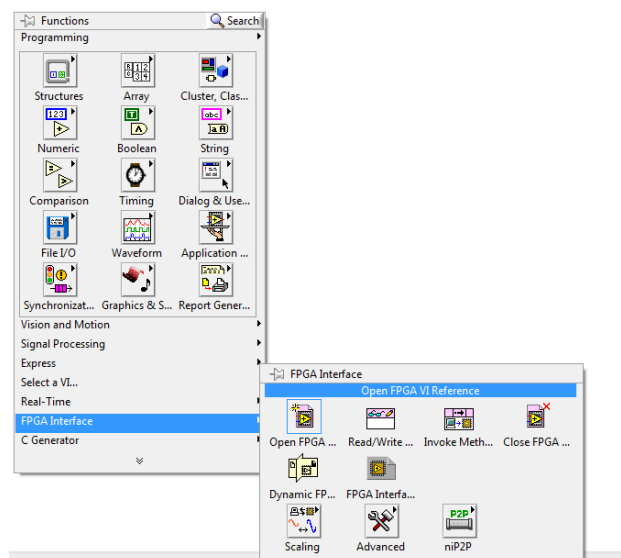 Functions
Search
Programming
Structures
Array
Cluster, Clas...
Numeric
Boolean
String
Comparison
Timing
Dialog & Use...
File I/O
Waveform
Application ...
Synchronizat...
Graphics & S...
Report Gener...
Vision and Motion
Signal Processing
Express
Select a VI...
Real-Time
FPGA Interface
C Generator
FPGA Interface
Open FPGA VI Reference
Open FPGA ...
Read/Write ...
Invoke Meth...
Close FPGA ...
Dynamic FP...
FPGA Interfa...
P2P
Scaling
Advanced
niP2P